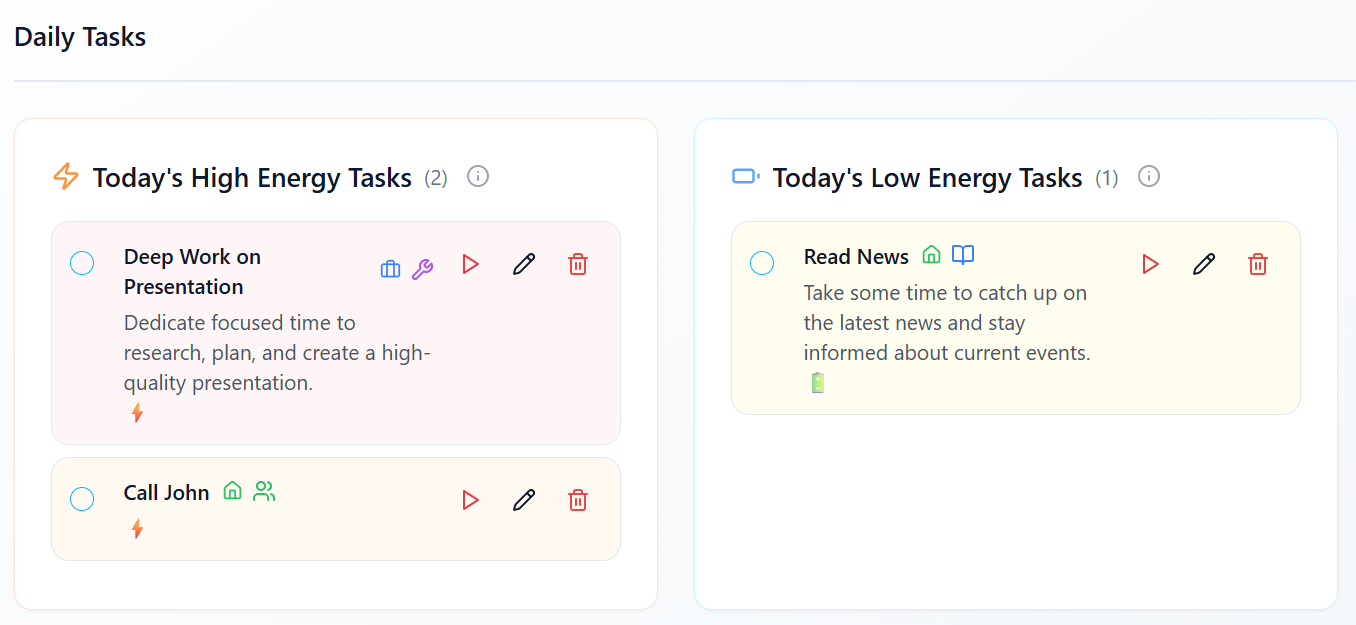 Daily Tasks
Today's High Energy Tasks (2)
Deep Work on
Presentation
Dedicate focused time to
research, plan, and create a high-
quality presentation.
Call John
Today's Low Energy Tasks (1)
Read News
Take some time to catch up on
the latest news and stay
informed about current events.